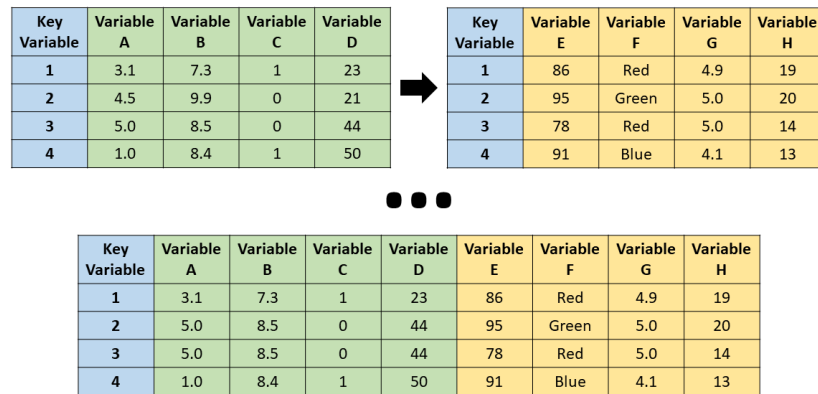 Key Variable | Variable A | Variable B | Variable C | Variable D
1 | 3.1 | 7.3 | 1 | 23
2 | 4.5 | 9.9 | 0 | 21
3 | 5.0 | 8.5 | 0 | 44
4 | 1.0 | 8.4 | 1 | 50
Key Variable | Variable E | Variable F | Variable G | Variable H
1 | 86 | Red | 4.9 | 19
2 | 95 | Green | 5.0 | 20
3 | 78 | Red | 5.0 | 14
4 | 91 | Blue | 4.1 | 13
Key Variable | Variable A | Variable B | Variable C | Variable D | Variable E | Variable F | Variable G | Variable H
1 | 3.1 | 7.3 | 1 | 23 | 86 | Red | 4.9 | 19
2 | 5.0 | 8.5 | 0 | 44 | 95 | Green | 5.0 | 20
3 | 5.0 | 8.5 | 0 | 44 | 78 | Red | 5.0 | 14
4 | 1.0 | 8.4 | 1 | 50 | 91 | Blue | 4.1 | 13